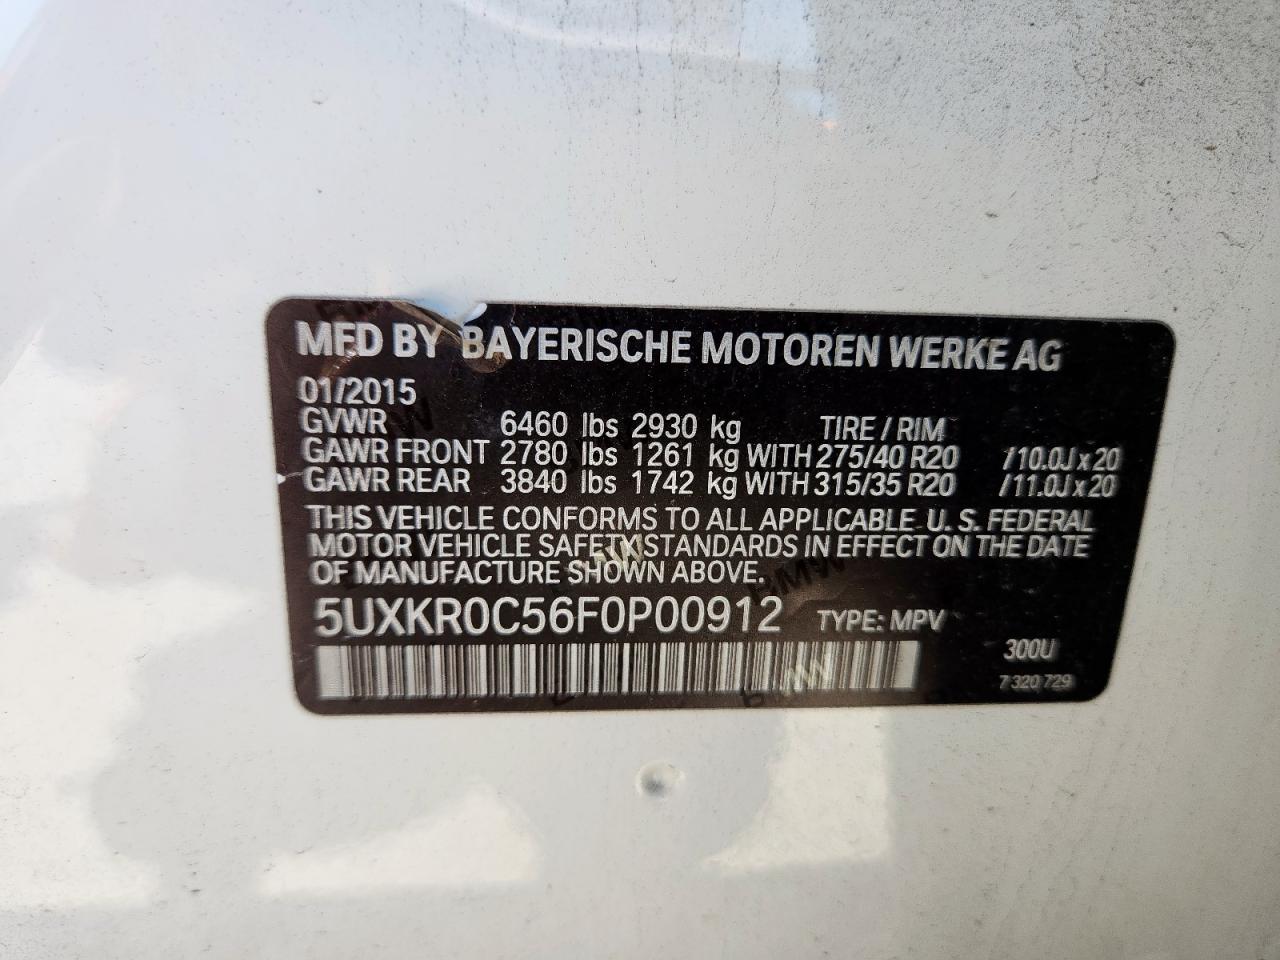 MFD BY BAYERISCHE MOTOREN WERKE AG
01/2015
GVWR 6460 lbs 2930 kg TIRE / RIM
GAWR FRONT 2780 lbs 1261 kg WITH 275/40 R20 /10.0J x 20
GAWR REAR 3840 lbs 1742 kg WITH 315/35 R20 /11.0J x 20
THIS VEHICLE CONFORMS TO ALL APPLICABLE U.S. FEDERAL
MOTOR VEHICLE SAFETY STANDARDS IN EFFECT ON THE DATE
OF MANUFACTURE SHOWN ABOVE.
5UXKR0C56F0P00912 TYPE: MPV
300U
7 320 729